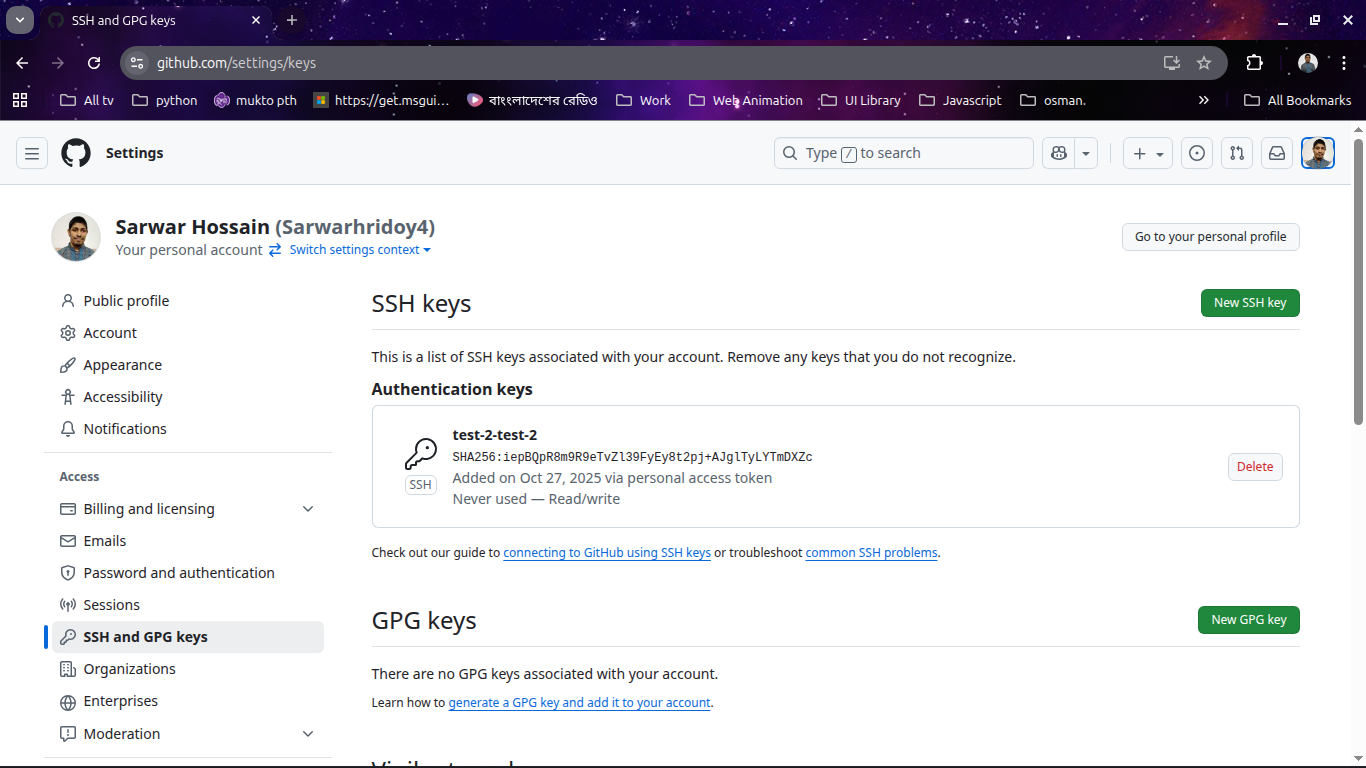 SSH and GPG keys
github.com/settings/keys
All tv
python
mukto pth
https://get.msgui...
বাংলাদেশের রেডিও
Work
Web Animation
UI Library
Javascript
osman.
All Bookmarks
Settings
Type / to search
Sarwar Hossain (Sarwarhridoy4)
Your personal account Switch settings context
Go to your personal profile
Public profile
Account
Appearance
Accessibility
Notifications
Access
Billing and licensing
Emails
Password and authentication
Sessions
SSH and GPG keys
Organizations
Enterprises
Moderation
SSH keys
New SSH key
This is a list of SSH keys associated with your account. Remove any keys that you do not recognize.
Authentication keys
test-2-test-2
SHA256:iepBQpR8m9R9eTvZl39FyEy8t2pj+AJglTyLYTmDXZc
SSH
Added on Oct 27, 2025 via personal access token
Never used — Read/write
Delete
Check out our guide to connecting to GitHub using SSH keys or troubleshoot common SSH problems.
GPG keys
New GPG key
There are no GPG keys associated with your account.
Learn how to generate a GPG key and add it to your account.